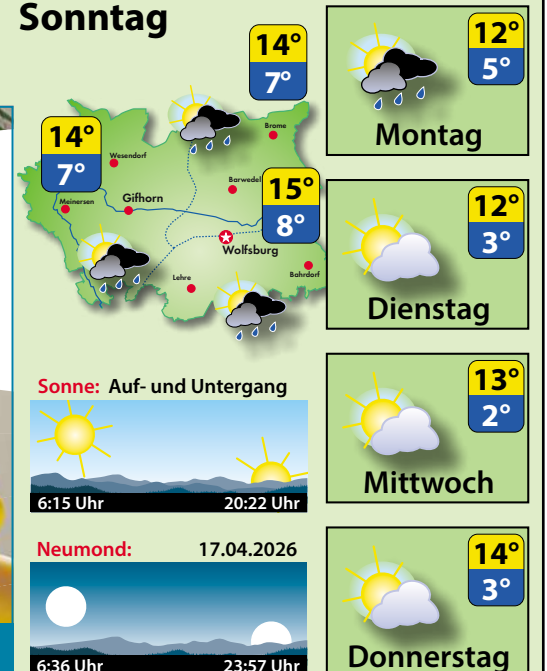 Sonntag
14°
7°
14°
7°
15°
8°
Brome
Wesendorf
Barwedel
Meinersen
Gifhorn
Wolfsburg
Lehre
Bahrdorf
Sonne: Auf- und Untergang
6:15 Uhr 20:22 Uhr
Neumond: 17.04.2026
6:36 Uhr 23:57 Uhr
12°
5°
Montag
12°
3°
Dienstag
13°
2°
Mittwoch
14°
3°
Donnerstag